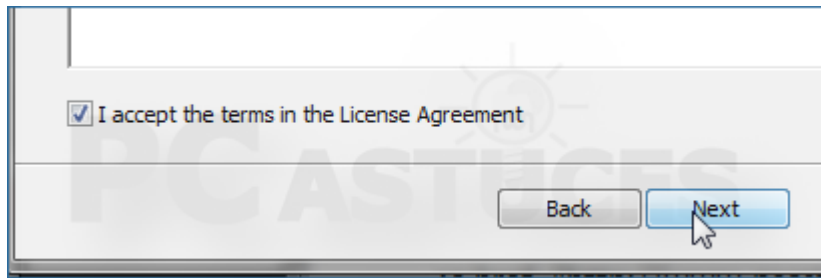 I accept the terms in the License Agreement
PC ASTUCES
Back Next